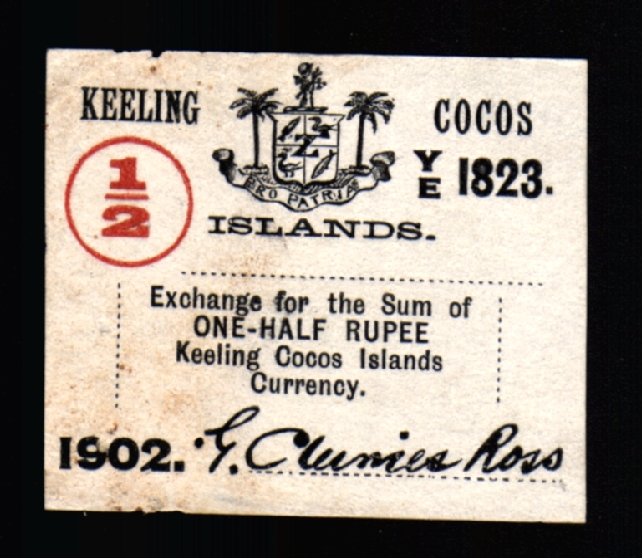 KEELING
COCOS
1/2
PRO PATRIA
YE 1823.
ISLANDS.
Exchange for the Sum of
ONE-HALF RUPEE
Keeling Cocos Islands
Currency.
1902. G. Clunies Ross